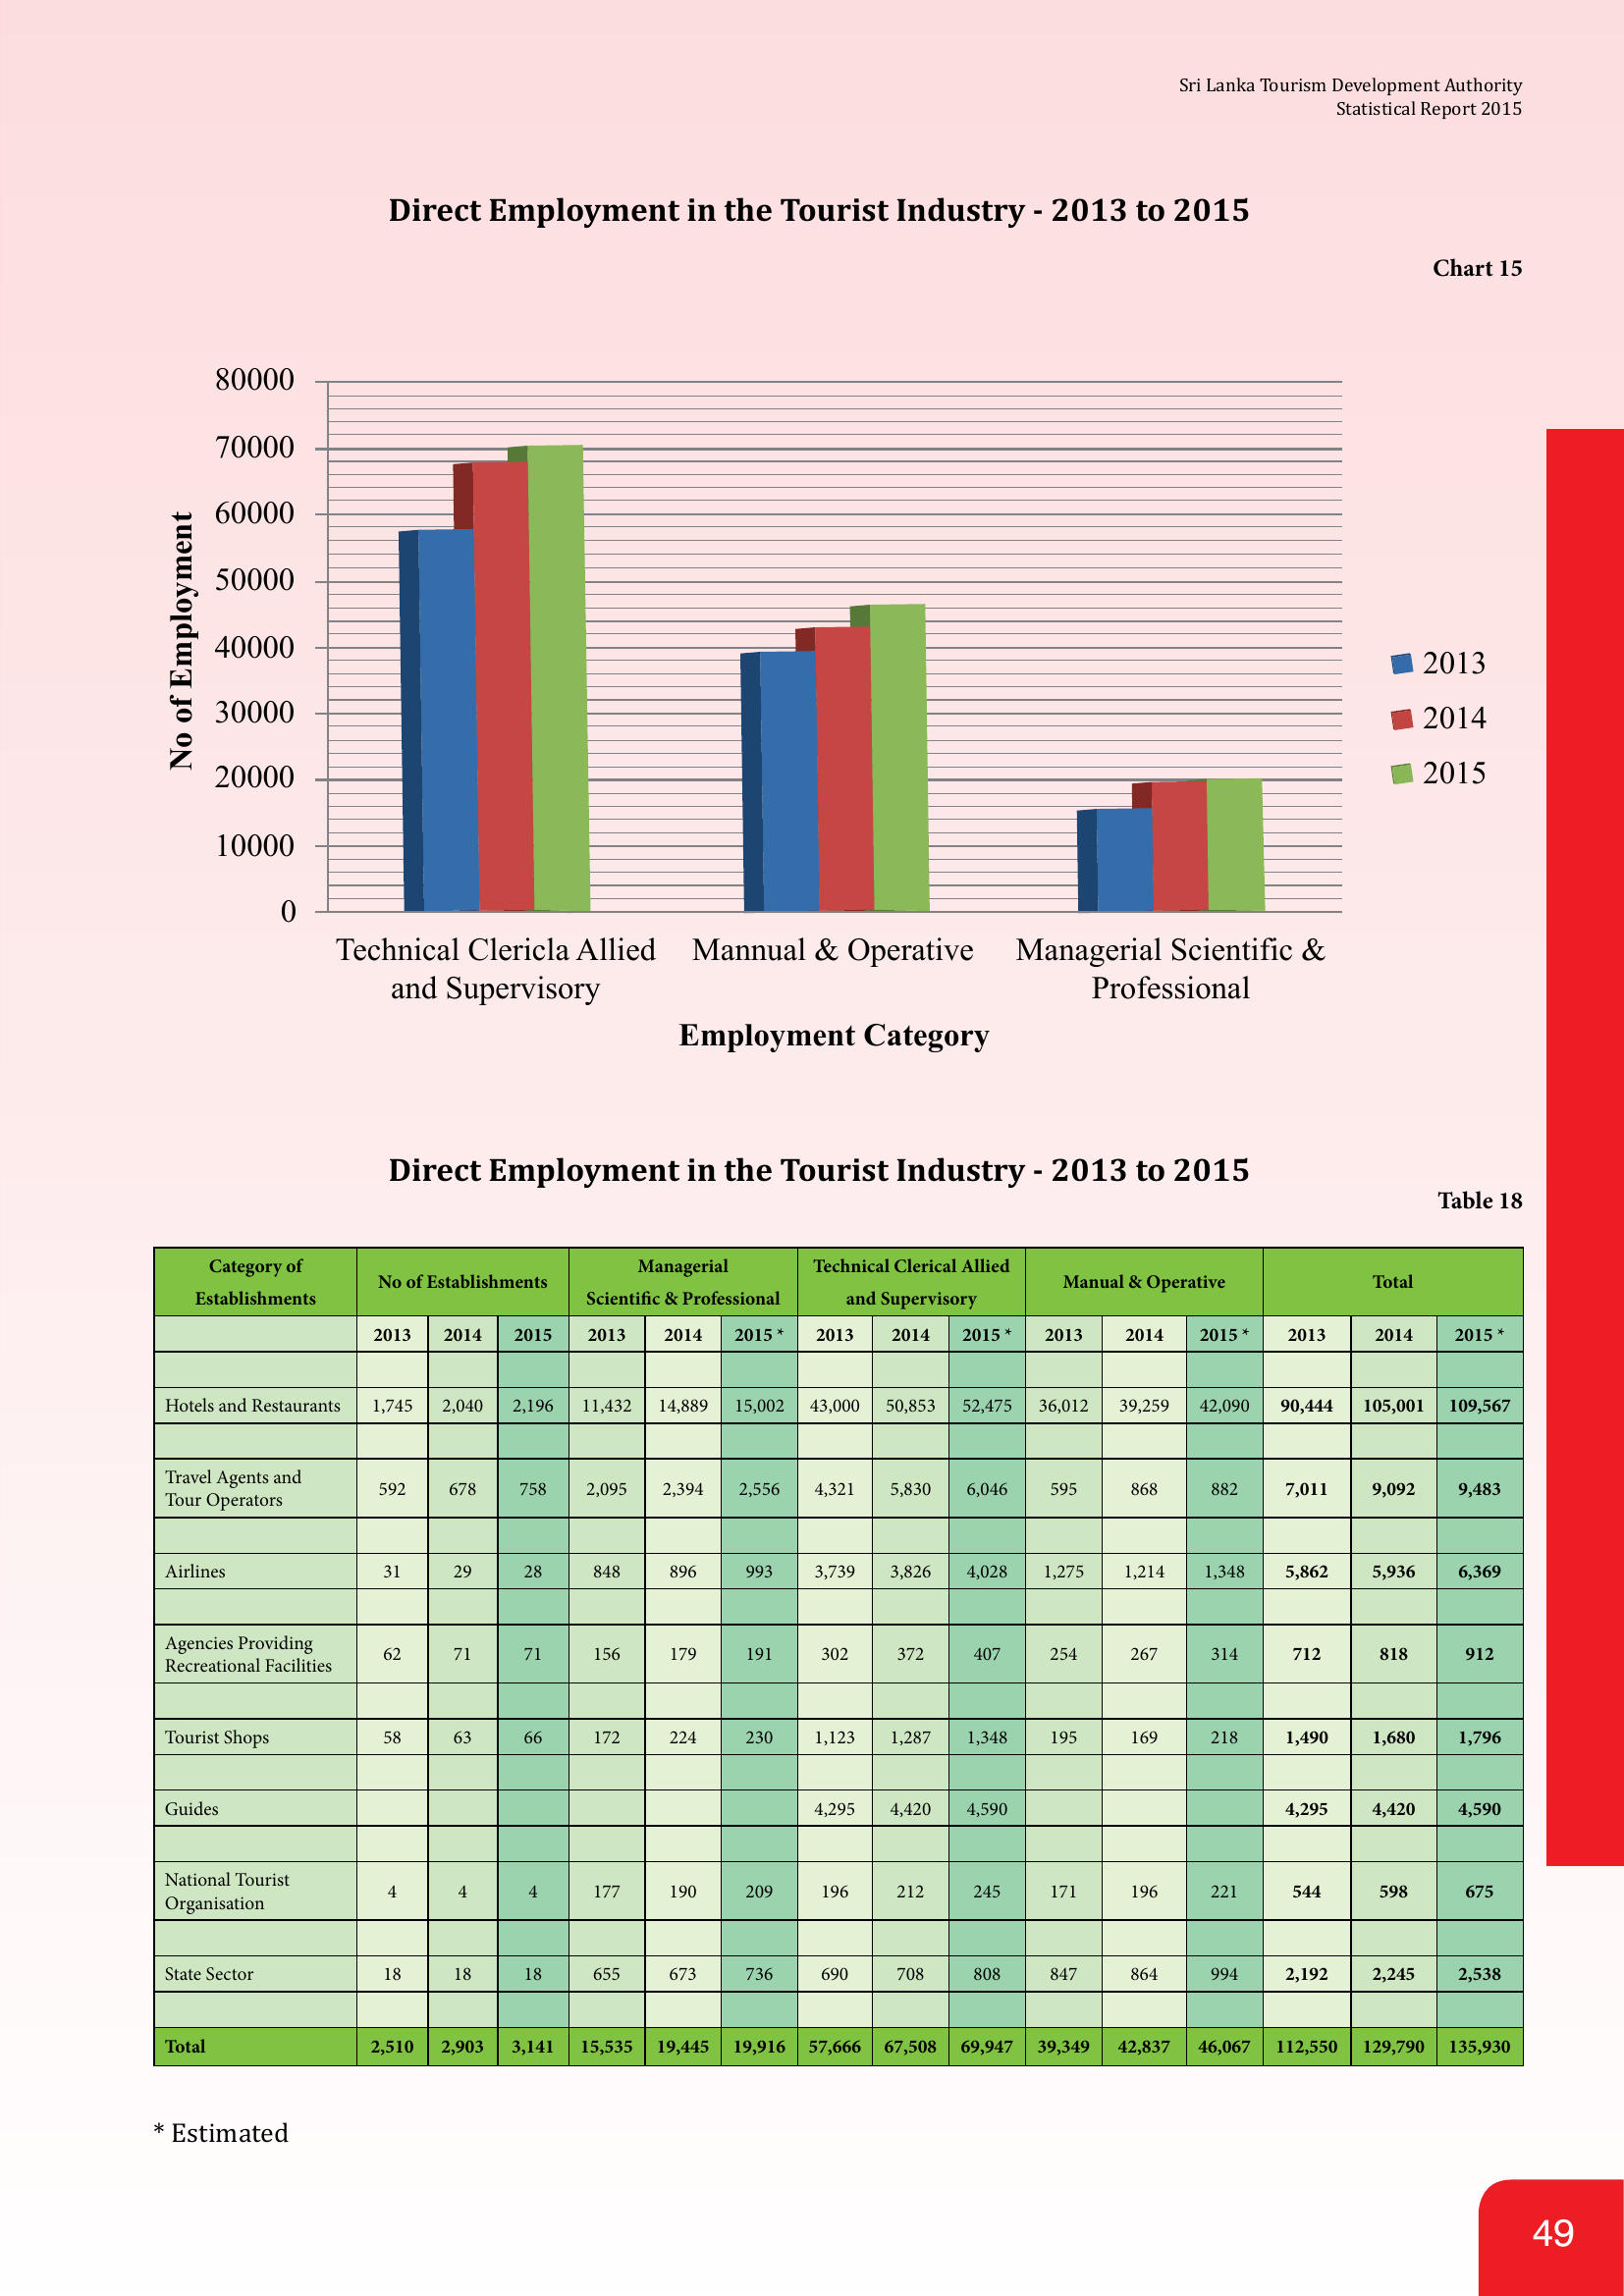 Sri Lanka Tourism Development Authority
Statistical Report 2015
Direct Employment in the Tourist Industry - 2013 to 2015
Chart 15
80000
70000
60000
50000
40000
30000
20000
10000
0
No of Employment
Technical Clericla Allied
and Supervisory
Mannual & Operative
Managerial Scientific &
Professional
Employment Category
2013
2014
2015
Direct Employment in the Tourist Industry - 2013 to 2015
Table 18
Category of
Establishments
No of Establishments
Managerial
Scientific & Professional
Technical Clerical Allied
and Supervisory
Manual & Operative
Total
2013 2014 2015 2013 2014 2015 * 2013 2014 2015 * 2013 2014 2015 * 2013 2014 2015 *
Hotels and Restaurants 1,745 2,040 2,196 11,432 14,889 15,002 43,000 50,853 52,475 36,012 39,259 42,090 90,444 105,001 109,567
Travel Agents and
Tour Operators
592 678 758 2,095 2,394 2,556 4,321 5,830 6,046 595 868 882 7,011 9,092 9,483
Airlines 31 29 28 848 896 993 3,739 3,826 4,028 1,275 1,214 1,348 5,862 5,936 6,369
Agencies Providing
Recreational Facilities
62 71 71 156 179 191 302 372 407 254 267 314 712 818 912
Tourist Shops 58 63 66 172 224 230 1,123 1,287 1,348 195 169 218 1,490 1,680 1,796
Guides 4,295 4,420 4,590 4,295 4,420 4,590
National Tourist
Organisation
4 4 4 177 190 209 196 212 245 171 196 221 544 598 675
State Sector 18 18 18 655 673 736 690 708 808 847 864 994 2,192 2,245 2,538
Total 2,510 2,903 3,141 15,535 19,445 19,916 57,666 67,508 69,947 39,349 42,837 46,067 112,550 129,790 135,930
* Estimated
49